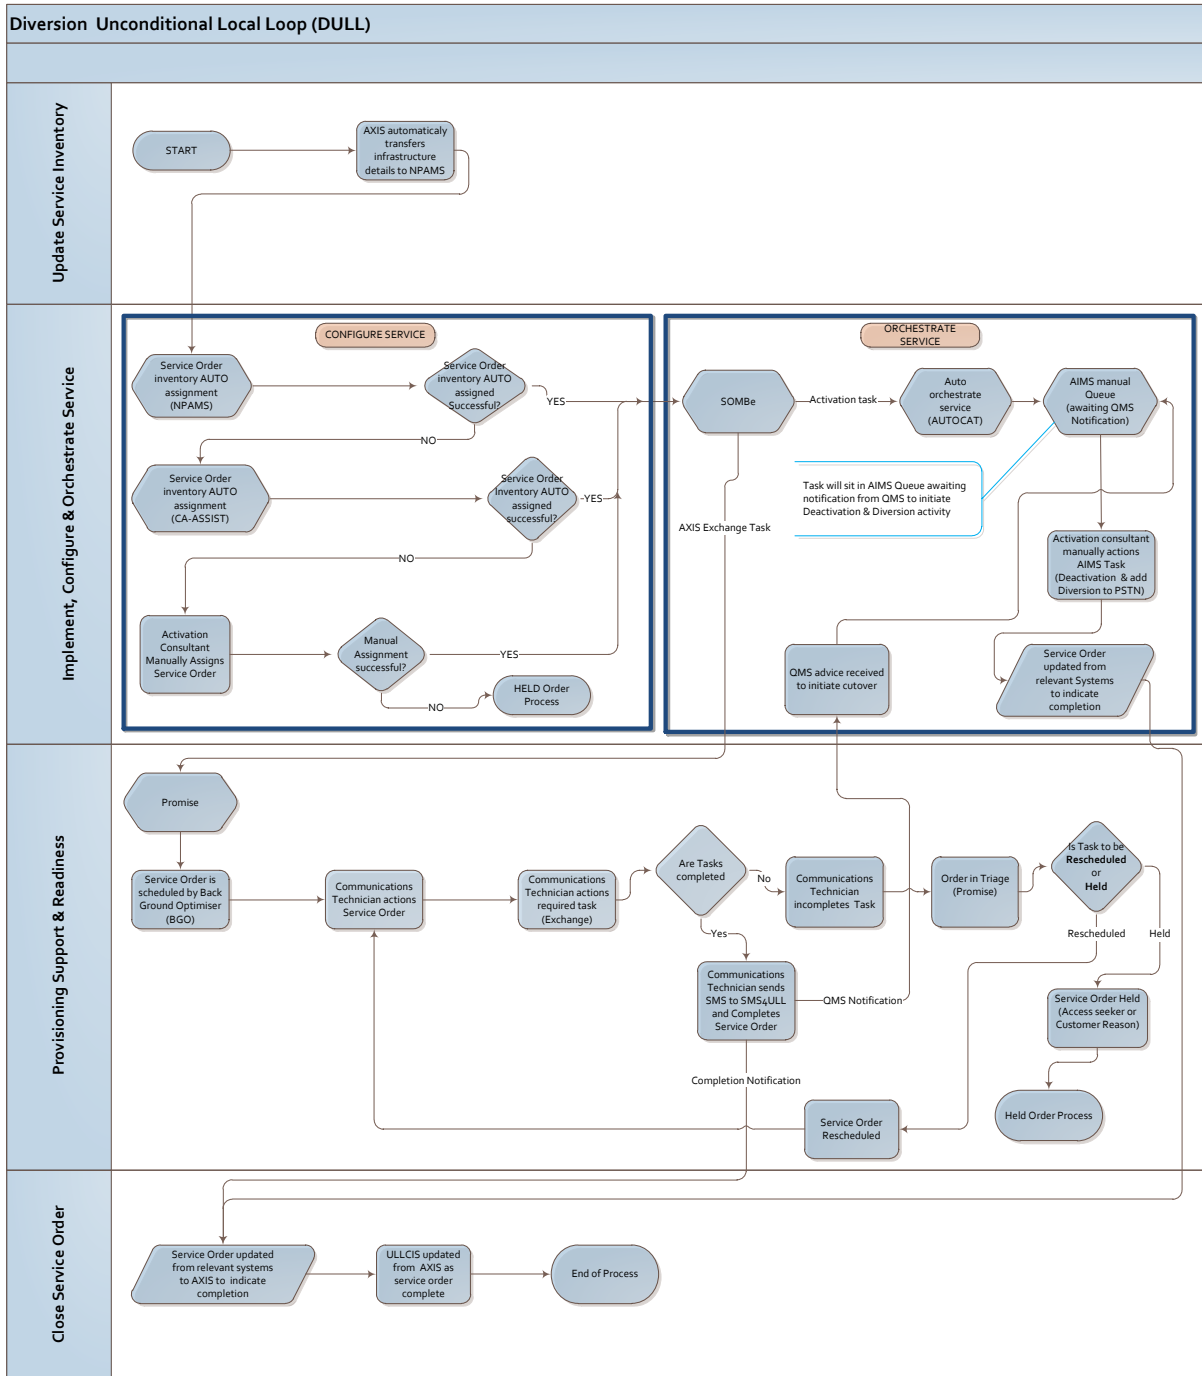 Diversion Unconditional Local Loop (DULL)
Update Service Inventory
START
AXIS automaticaly
transfers
infrastructure
details to NPAMS
Implement, Configure & Orchestrate Service
CONFIGURE SERVICE
Service Order
inventory AUTO
assignment
(NPAMS)
Service Order
inventory AUTO
assigned
Successful?
YES
NO
Service Order
inventory AUTO
assignment
(CA-ASSIST)
Service Order
Inventory AUTO
assigned
successful?
YES
NO
Activation
Consultant
Manually Assigns
Service Order
Manual
Assignment
successful?
YES
NO
HELD Order
Process
ORCHESTRATE
SERVICE
SOMBe
Activation task
Auto
orchestrate
service
(AUTOCAT)
AIMS manual
Queue
(awaiting QMS
Notification)
Task will sit in AIMS Queue awaiting
notification from QMS to initiate
Deactivation & Diversion activity
AXIS Exchange Task
Activation consultant
manually actions
AIMS Task
(Deactivation & add
Diversion to PSTN)
QMS advice received
to initiate cutover
Service Order
updated from
relevant Systems
to indicate
completion
Provisioning Support & Readiness
Promise
Service Order is
scheduled by Back
Ground Optimiser
(BGO)
Communications
Technician actions
Service Order
Communications
Technician actions
required task
(Exchange)
Are Tasks
completed
No
Yes
Communications
Technician
incompletes Task
Order in Triage
(Promise)
Is Task to be
Rescheduled
or
Held
Rescheduled
Held
Communications
Technician sends
SMS to SMS4ULL
and Completes
Service Order
QMS Notification
Service Order Held
(Access seeker or
Customer Reason)
Completion Notification
Service Order
Rescheduled
Held Order Process
Close Service Order
Service Order updated
from relevant systems
to AXIS to indicate
completion
ULLCIS updated
from AXIS as
service order
complete
End of Process